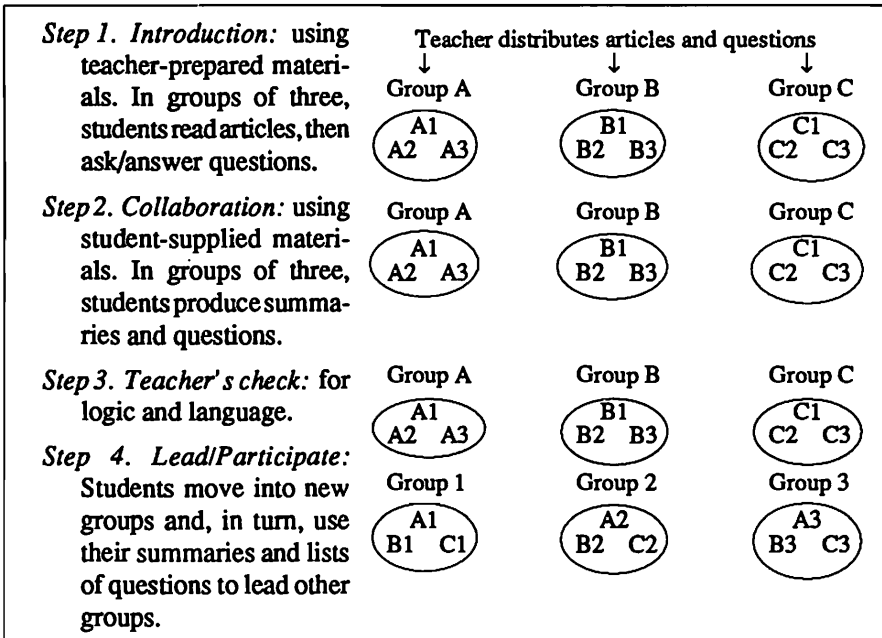 Step 1. Introduction: using
teacher-prepared materi-
als. In groups of three,
students read articles, then
ask/answer questions.
Teacher distributes articles and questions
↓ ↓ ↓
Group A Group B Group C
A1 B1 C1
A2 A3 B2 B3 C2 C3
Step 2. Collaboration: using
student-supplied materi-
als. In groups of three,
students produce summa-
ries and questions.
Group A Group B Group C
A1 B1 C1
A2 A3 B2 B3 C2 C3
Step 3. Teacher's check: for
logic and language.
Group A Group B Group C
A1 B1 C1
A2 A3 B2 B3 C2 C3
Step 4. Lead/Participate:
Students move into new
groups and, in turn, use
their summaries and lists
of questions to lead other
groups.
Group 1 Group 2 Group 3
A1 A2 A3
B1 C1 B2 C2 B3 C3